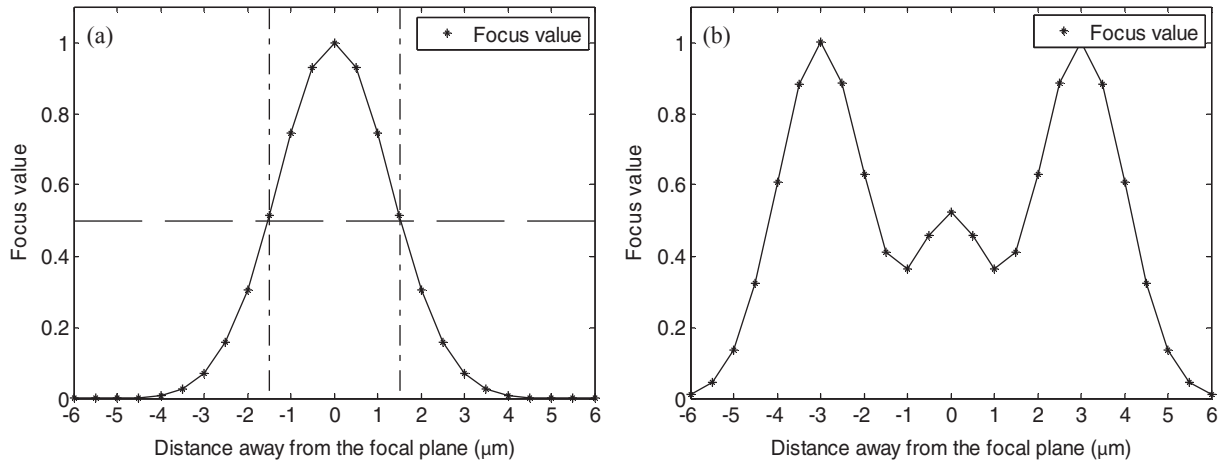 (a)
Focus value
Focus value
1
0.8
0.6
0.4
0.2
0
-6 -5 -4 -3 -2 -1 0 1 2 3 4 5 6
Distance away from the focal plane (μm)
(b)
Focus value
Focus value
1
0.8
0.6
0.4
0.2
0
-6 -5 -4 -3 -2 -1 0 1 2 3 4 5 6
Distance away from the focal plane (μm)